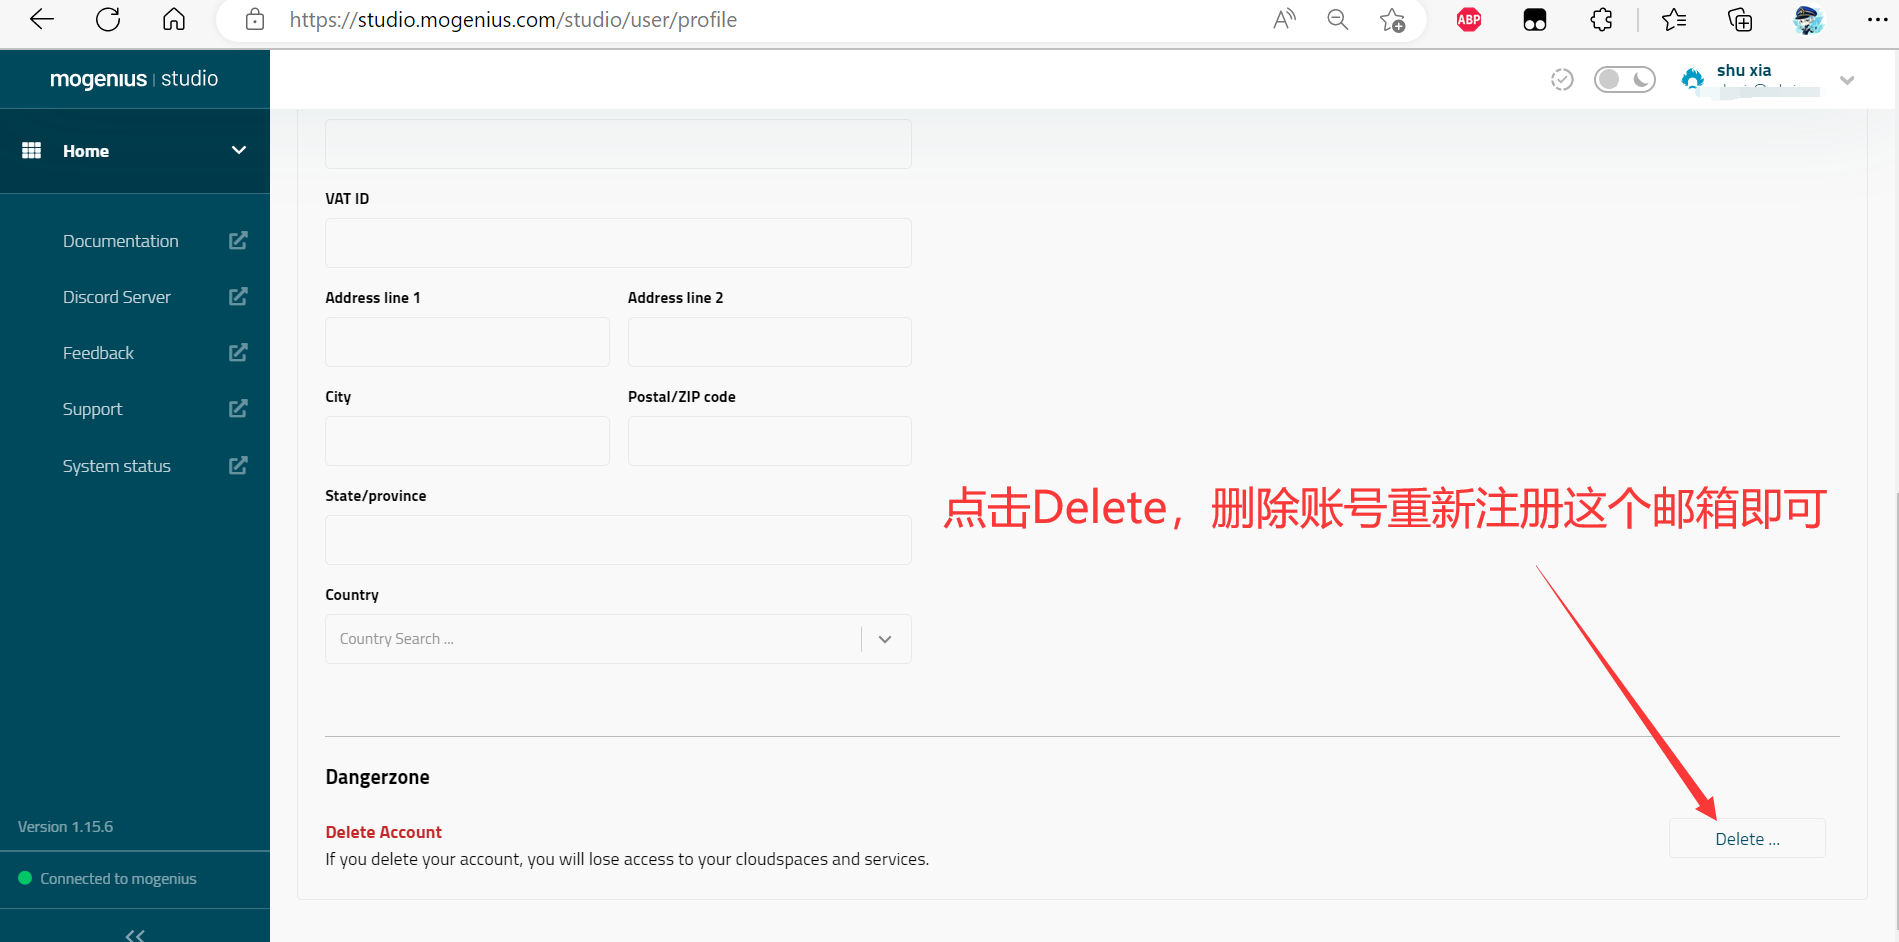 https://studio.mogenius.com/studio/user/profile
ABP
mogenius | studio
shu xia
Home
VAT ID
Documentation
Discord Server
Address line 1
Address line 2
Feedback
City
Postal/ZIP code
Support
System status
State/province
点击Delete，删除账号重新注册这个邮箱即可
Country
Country Search ...
Dangerzone
Version 1.15.6
Delete Account
Delete ...
If you delete your account, you will lose access to your cloudspaces and services.
Connected to mogenius